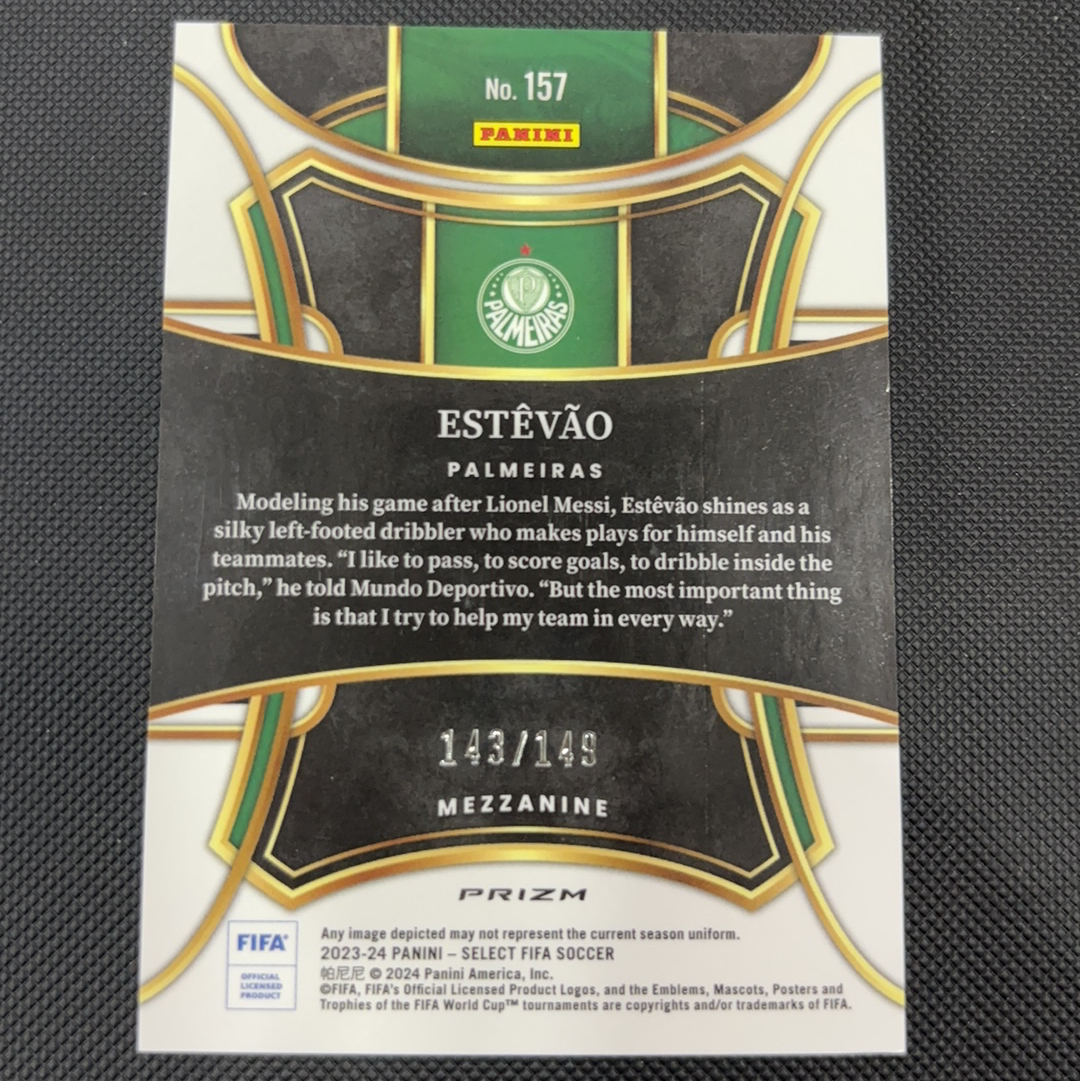 No. 157
PANINI
P
PALMEIRAS
ESTÊVÃO
PALMEIRAS
Modeling his game after Lionel Messi, Estêvão shines as a
silky left-footed dribbler who makes plays for himself and his
teammates. “I like to pass, to score goals, to dribble inside the
pitch,” he told Mundo Deportivo. “But the most important thing
is that I try to help my team in every way.”
143/149
MEZZANINE
PRIZM
FIFA®
OFFICIAL
LICENSED
PRODUCT
Any image depicted may not represent the current season uniform.
2023-24 PANINI – SELECT FIFA SOCCER
帕尼尼 © 2024 Panini America, Inc.
©FIFA, FIFA's Official Licensed Product Logos, and the Emblems, Mascots, Posters and
Trophies of the FIFA World Cup™ tournaments are copyrights and/or trademarks of FIFA.